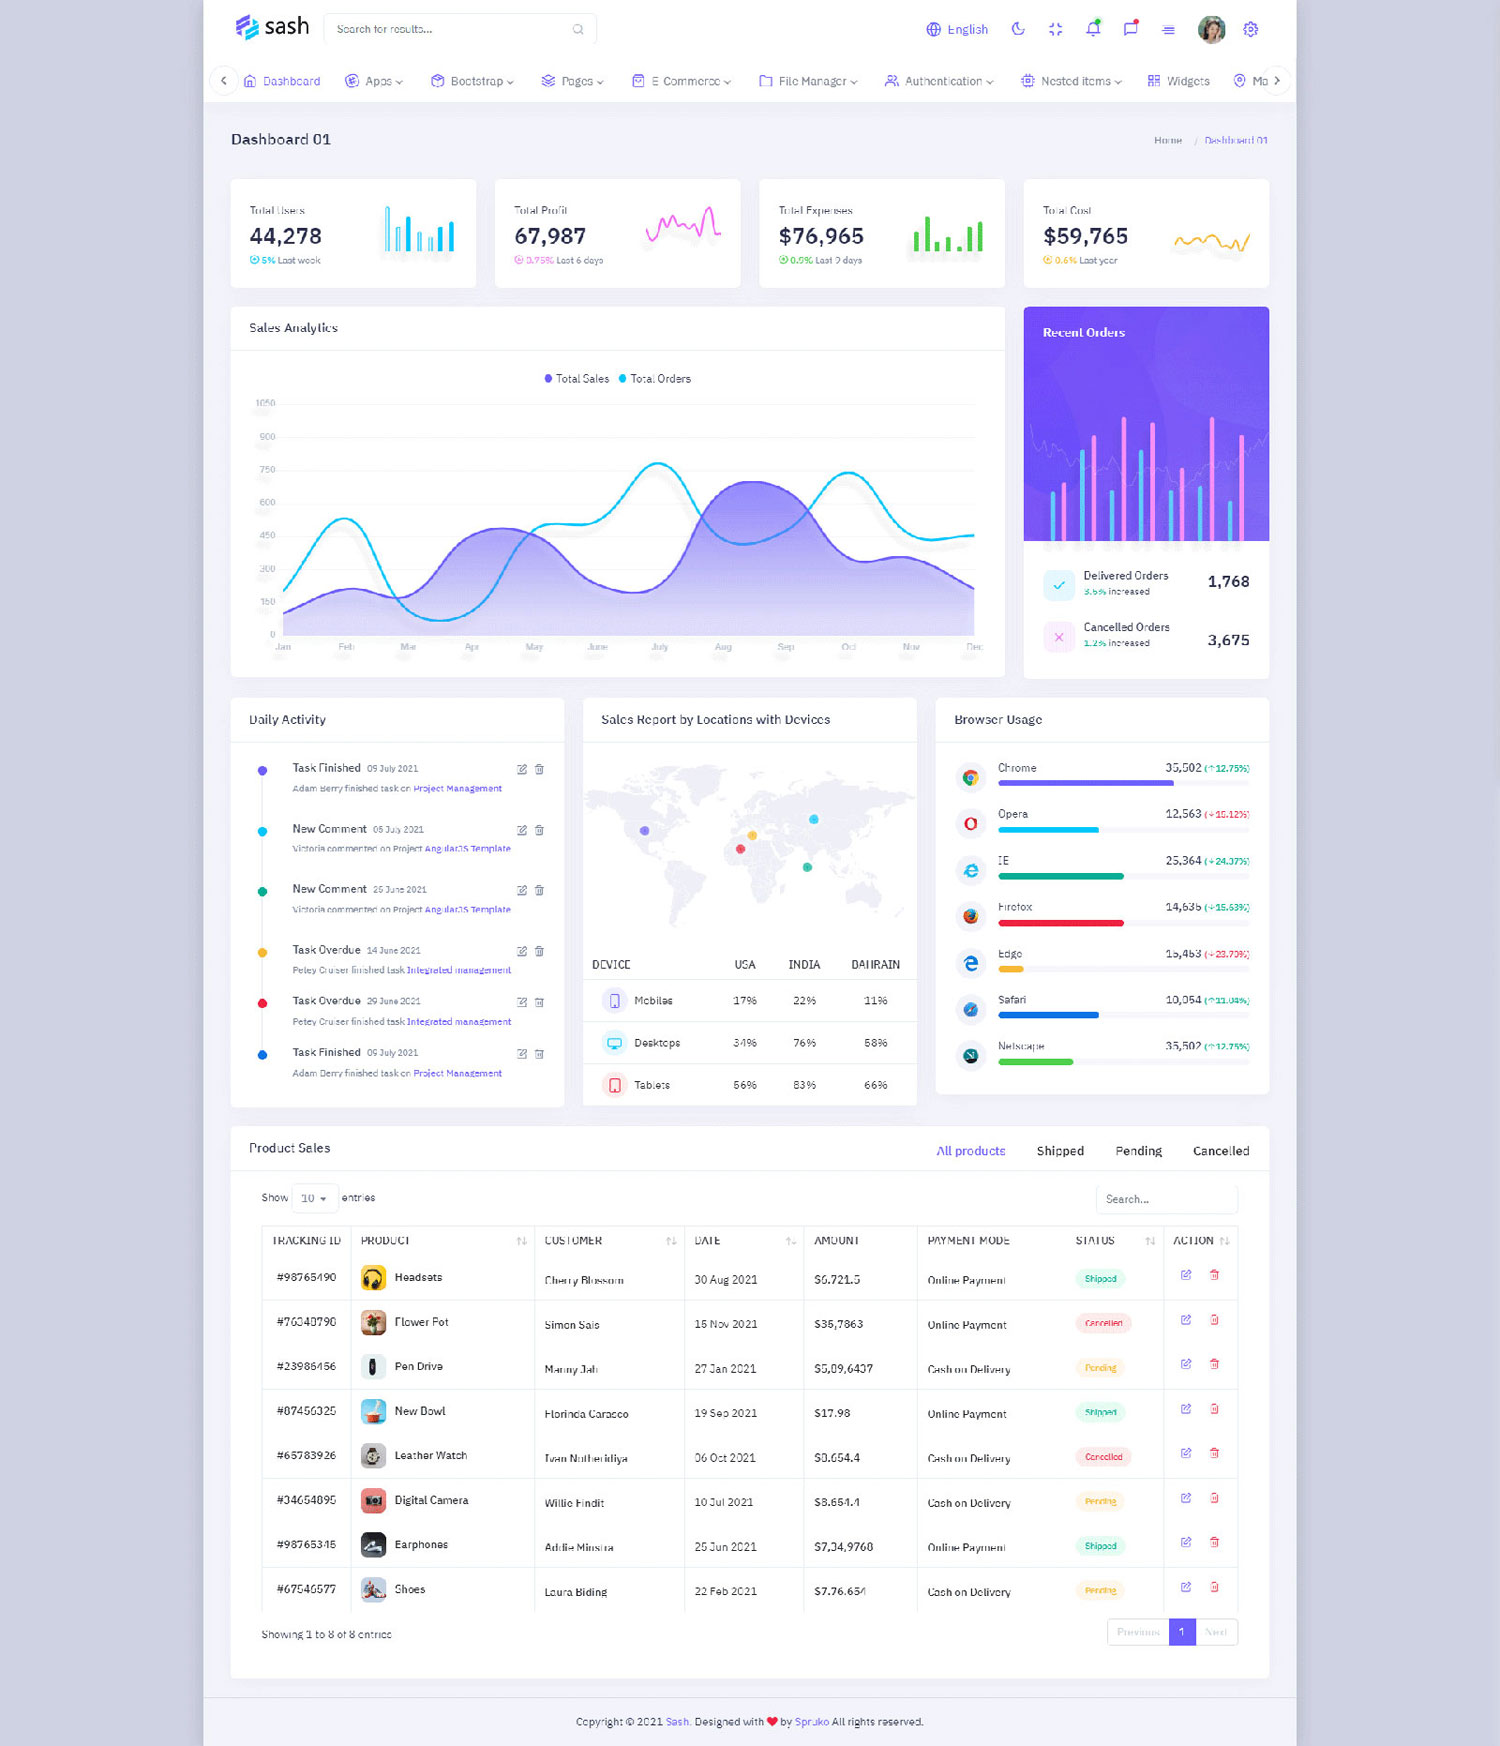 sash
Search for results...
English
Dashboard
Apps
Bootstrap
Pages
E-Commerce
File Manager
Authentication
Nested items
Widgets
Ma
Dashboard 01
Home / Dashboard 01
Total Users
44,278
5% Last week
Total Profit
67,987
0.75% Last 6 days
Total Expenses
$76,965
0.9% Last 9 days
Total Cost
$59,765
0.6% Last year
Sales Analytics
Total Sales
Total Orders
1050
900
750
600
450
300
150
0
Jan Feb Mar Apr May June July Aug Sep Oct Nov Dec
Recent Orders
Delivered Orders
3.5% increased
1,768
Cancelled Orders
1.2% increased
3,675
Daily Activity
Task Finished 09 July 2021
Adam Berry finished task on Project Management
New Comment 05 July 2021
Victoria commented on Project AngularJS Template
New Comment 25 June 2021
Victoria commented on Project AngularJS Template
Task Overdue 14 June 2021
Petey Cruiser finished task Integrated management
Task Overdue 29 June 2021
Petey Cruiser finished task Integrated management
Task Finished 09 July 2021
Adam Berry finished task on Project Management
Sales Report by Locations with Devices
DEVICE USA INDIA BAHRAIN
Mobiles 17% 22% 11%
Desktops 34% 76% 58%
Tablets 56% 83% 66%
Browser Usage
Chrome 35,502 (↑12.75%)
Opera 12,563 (↓15.12%)
IE 25,364 (↓24.37%)
Firefox 14,635 (↑15.63%)
Edge 15,453 (↓23.70%)
Safari 10,054 (↑11.04%)
Netscape 35,502 (↑12.75%)
Product Sales
All products
Shipped
Pending
Cancelled
Show 10 entries
Search...
TRACKING ID PRODUCT CUSTOMER DATE AMOUNT PAYMENT MODE STATUS ACTION
#98765490 Headsets Cherry Blossom 30 Aug 2021 $6.721.5 Online Payment Shipped
#76348798 Flower Pot Simon Sais 15 Nov 2021 $35,7863 Online Payment Cancelled
#23986456 Pen Drive Manny Jah 27 Jan 2021 $5,89,6437 Cash on Delivery Pending
#87456325 New Bowl Florinda Carasco 19 Sep 2021 $17.98 Online Payment Shipped
#65783926 Leather Watch Ivan Notheridiya 06 Oct 2021 $8.654.4 Cash on Delivery Cancelled
#34654895 Digital Camera Willie Findit 10 Jul 2021 $8.654.4 Cash on Delivery Pending
#98765345 Earphones Addie Minstra 25 Jun 2021 $7,34,9768 Online Payment Shipped
#67546577 Shoes Laura Biding 22 Feb 2021 $7.76.654 Cash on Delivery Pending
Showing 1 to 8 of 8 entries
Previous 1 Next
Copyright © 2021 Sash. Designed with ❤ by Spruko All rights reserved.